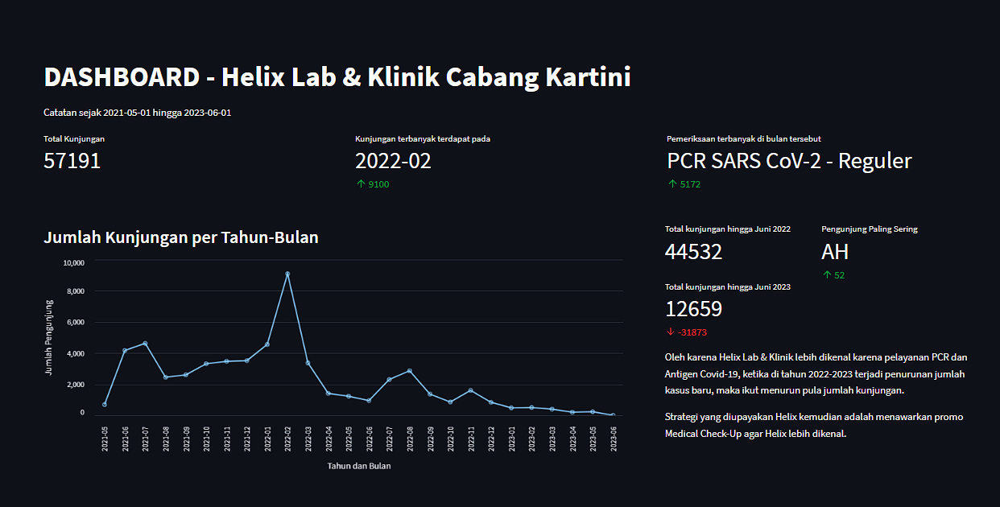 DASHBOARD - Helix Lab & Klinik Cabang Kartini
Catatan sejak 2021-05-01 hingga 2023-06-01
Total Kunjungan
57191
Kunjungan terbanyak terdapat pada
2022-02
↑ 9100
Pemeriksaan terbanyak di bulan tersebut
PCR SARS CoV-2 - Reguler
↑ 5172
Jumlah Kunjungan per Tahun-Bulan
Jumlah Pengunjung
10,000
8,000
6,000
4,000
2,000
0
2021-05
2021-06
2021-07
2021-08
2021-09
2021-10
2021-11
2021-12
2022-01
2022-02
2022-03
2022-04
2022-05
2022-06
2022-07
2022-08
2022-09
2022-10
2022-11
2022-12
2023-01
2023-02
2023-03
2023-04
2023-05
2023-06
Tahun dan Bulan
Total kunjungan hingga Juni 2022
44532
Pengunjung Paling Sering
AH
↑ 52
Total kunjungan hingga Juni 2023
12659
↓ -31873
Oleh karena Helix Lab & Klinik lebih dikenal karena pelayanan PCR dan
Antigen Covid-19, ketika di tahun 2022-2023 terjadi penurunan jumlah
kasus baru, maka ikut menurun pula jumlah kunjungan.
Strategi yang diupayakan Helix kemudian adalah menawarkan promo
Medical Check-Up agar Helix lebih dikenal.